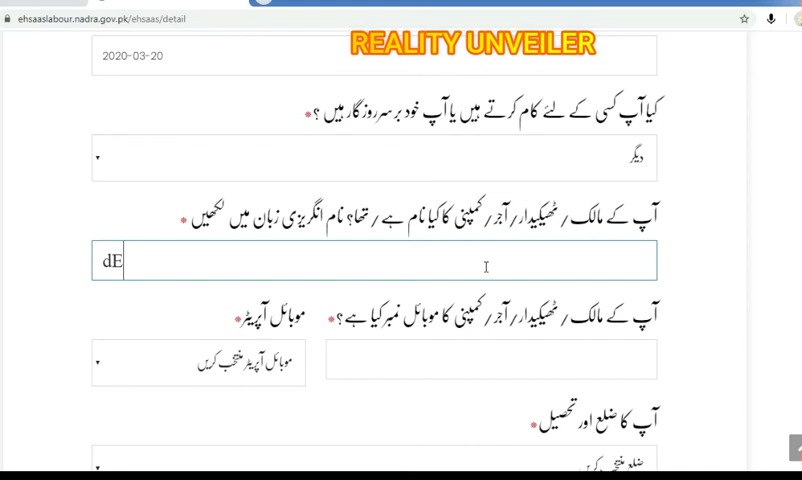 ehsaaslabour.nadra.gov.pk/ehsaas/detail
REALITY UNVEILER
2020-03-20
کیا آپ کسی کے لئے کام کرتے ہیں یا آپ خود برسرروزگار ہیں ؟*
دیگر
آپ کے مالک/ٹھیکیدار/آجر/کمپنی کا کیا نام ہے/تھا؟ نام انگریزی زبان میں لکھیں *
dE
آپ کے مالک/ٹھیکیدار/آجر/کمپنی کا موبائل نمبر کیا ہے؟*
موبائل آپریٹر*
موبائل آپریٹر منتخب کریں
آپ کا ضلع اور تحصیل*
ضلع منتخب کریں